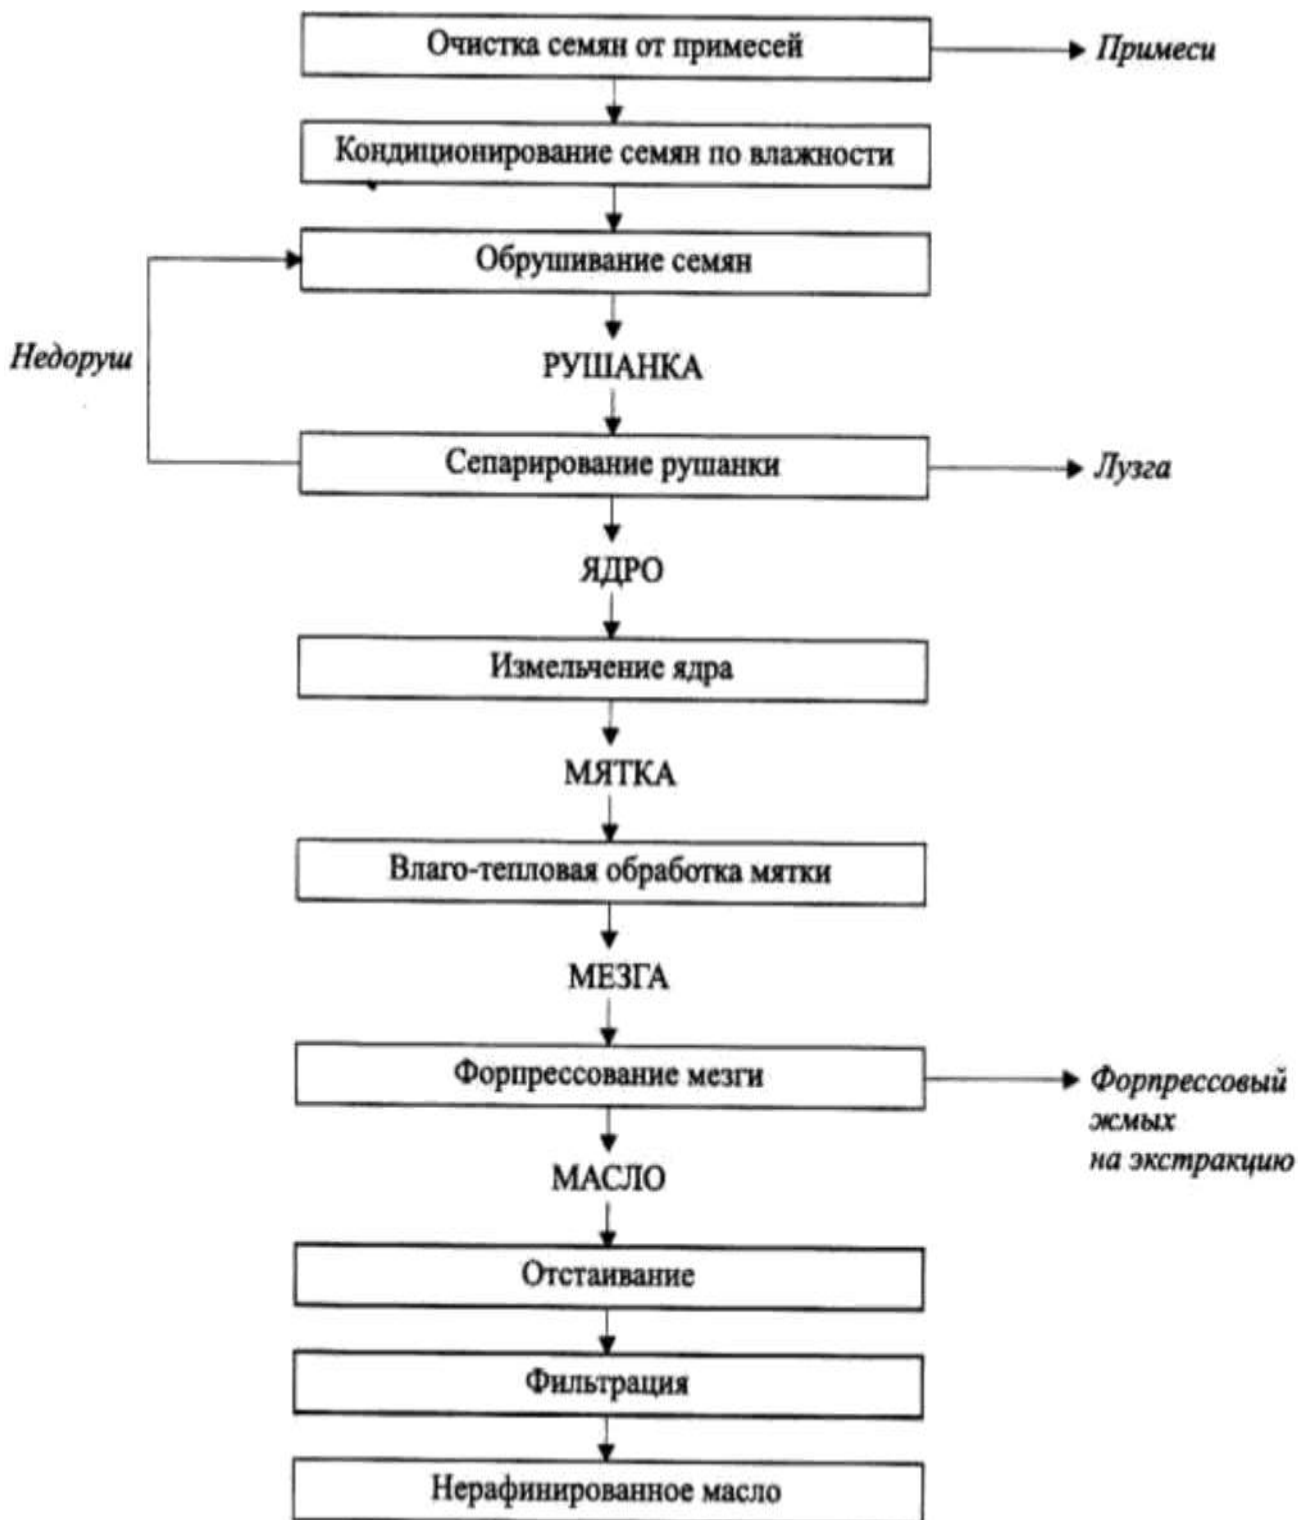 Очистка семян от примесей
Примеси
Кондиционирование семян по влажности
Обрушивание семян
Недоруш
РУШАНКА
Сепарирование рушанки
Лузга
ЯДРО
Измельчение ядра
МЯТКА
Влаго-тепловая обработка мятки
МЕЗГА
Форпрессование мезги
Форпрессовый
жмых
на экстракцию
МАСЛО
Отстаивание
Фильтрация
Нерафинированное масло